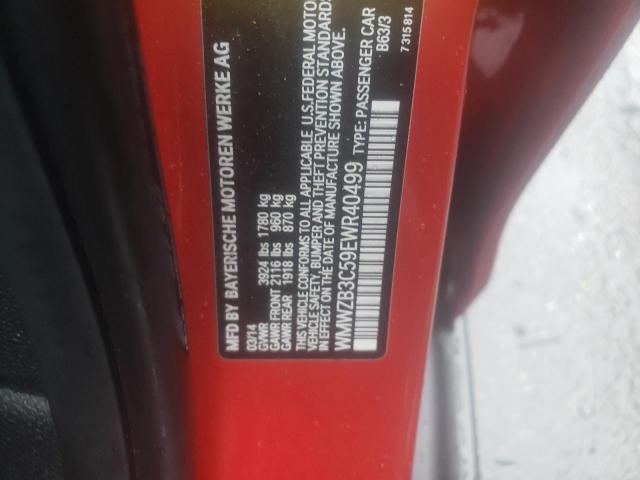 MFD BY BAYERISCHE MOTOREN WERKE AG
03/14
GVWR 3924 lbs 1780 kg
GAWR FRONT 2116 lbs 960 kg
GAWR REAR 1918 lbs 870 kg
THIS VEHICLE CONFORMS TO ALL APPLICABLE U.S. FEDERAL MOTO
VEHICLE SAFETY, BUMPER AND THEFT PREVENTION STANDARDS
IN EFFECT ON THE DATE OF MANUFACTURE SHOWN ABOVE.
WMWZB3C59EWR40499 TYPE: PASSENGER CAR
B63/3
7 315 814